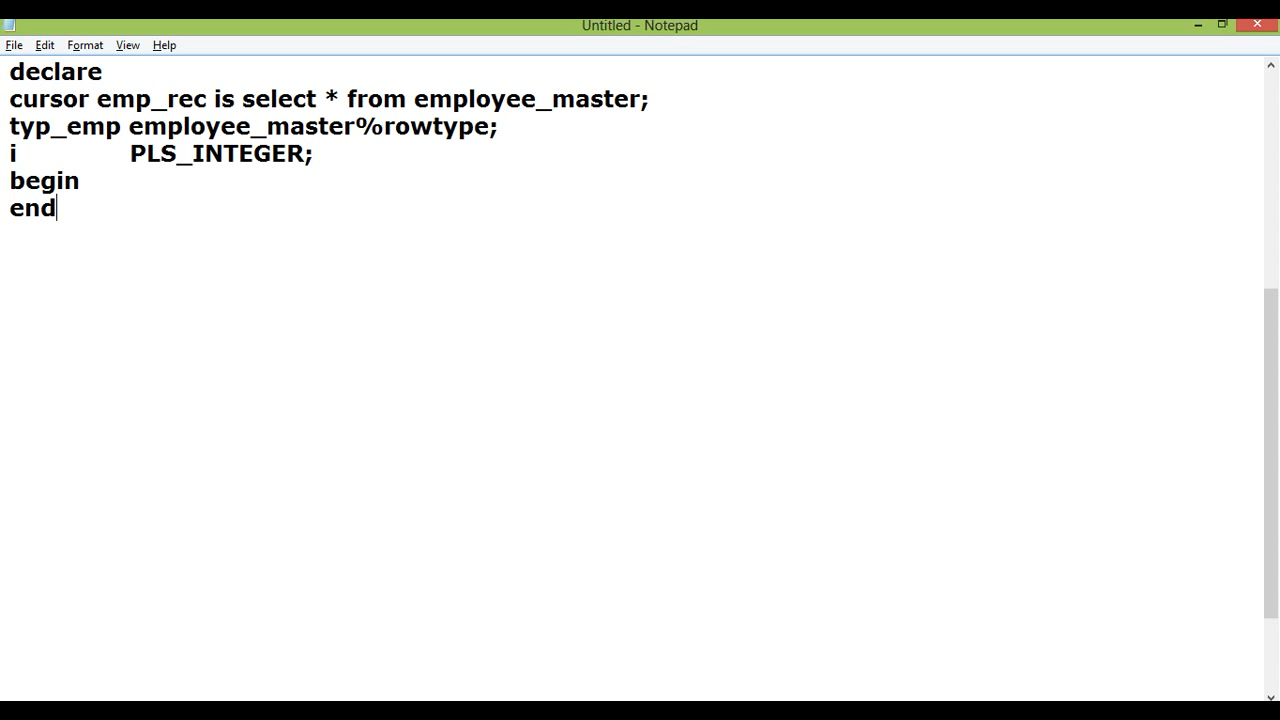 Untitled - Notepad
File Edit Format View Help
declare
cursor emp_rec is select * from employee_master;
typ_emp employee_master%rowtype;
i PLS_INTEGER;
begin
end